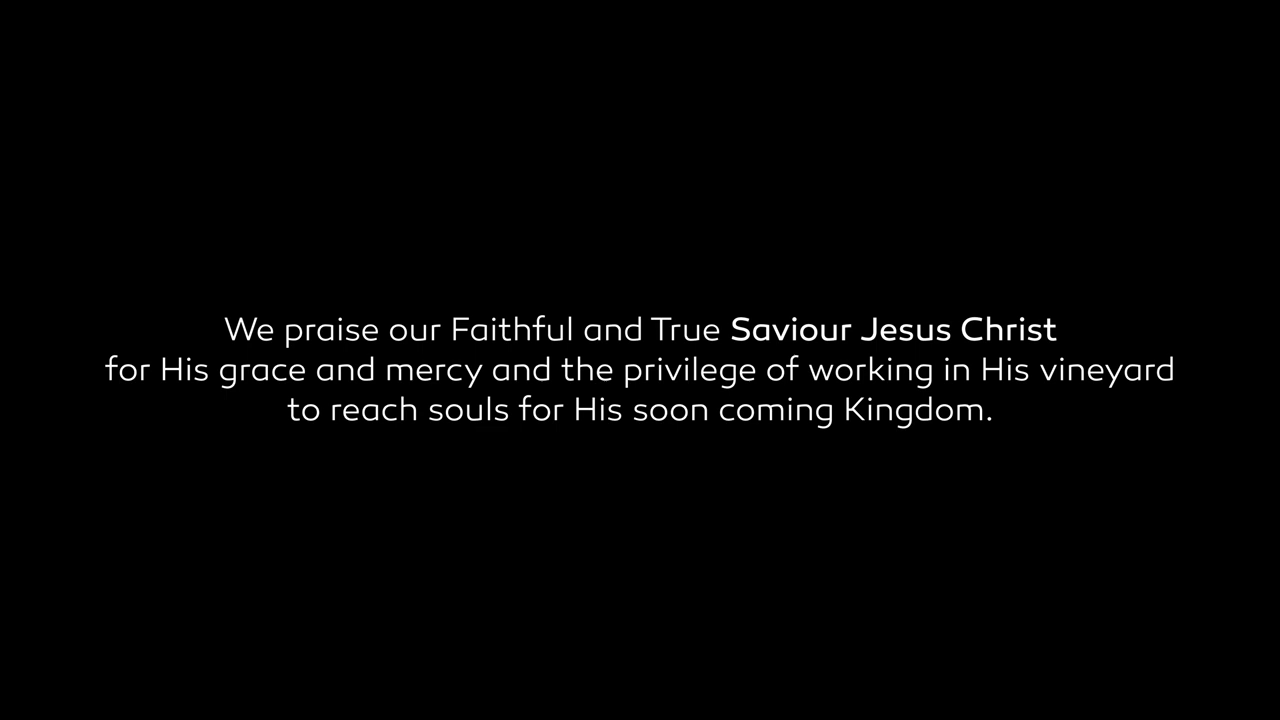 We praise our Faithful and True Saviour Jesus Christ
for His grace and mercy and the privilege of working in His vineyard
to reach souls for His soon coming Kingdom.